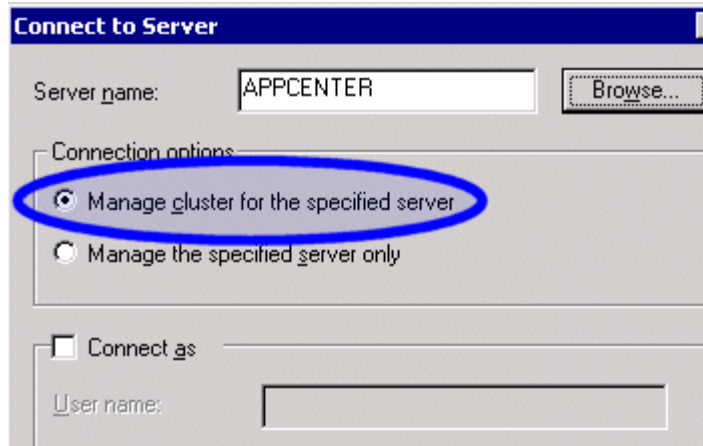 Connect to Server
Server name: APPCENTER Browse...
Connection options
Manage cluster for the specified server
Manage the specified server only
Connect as
User name: